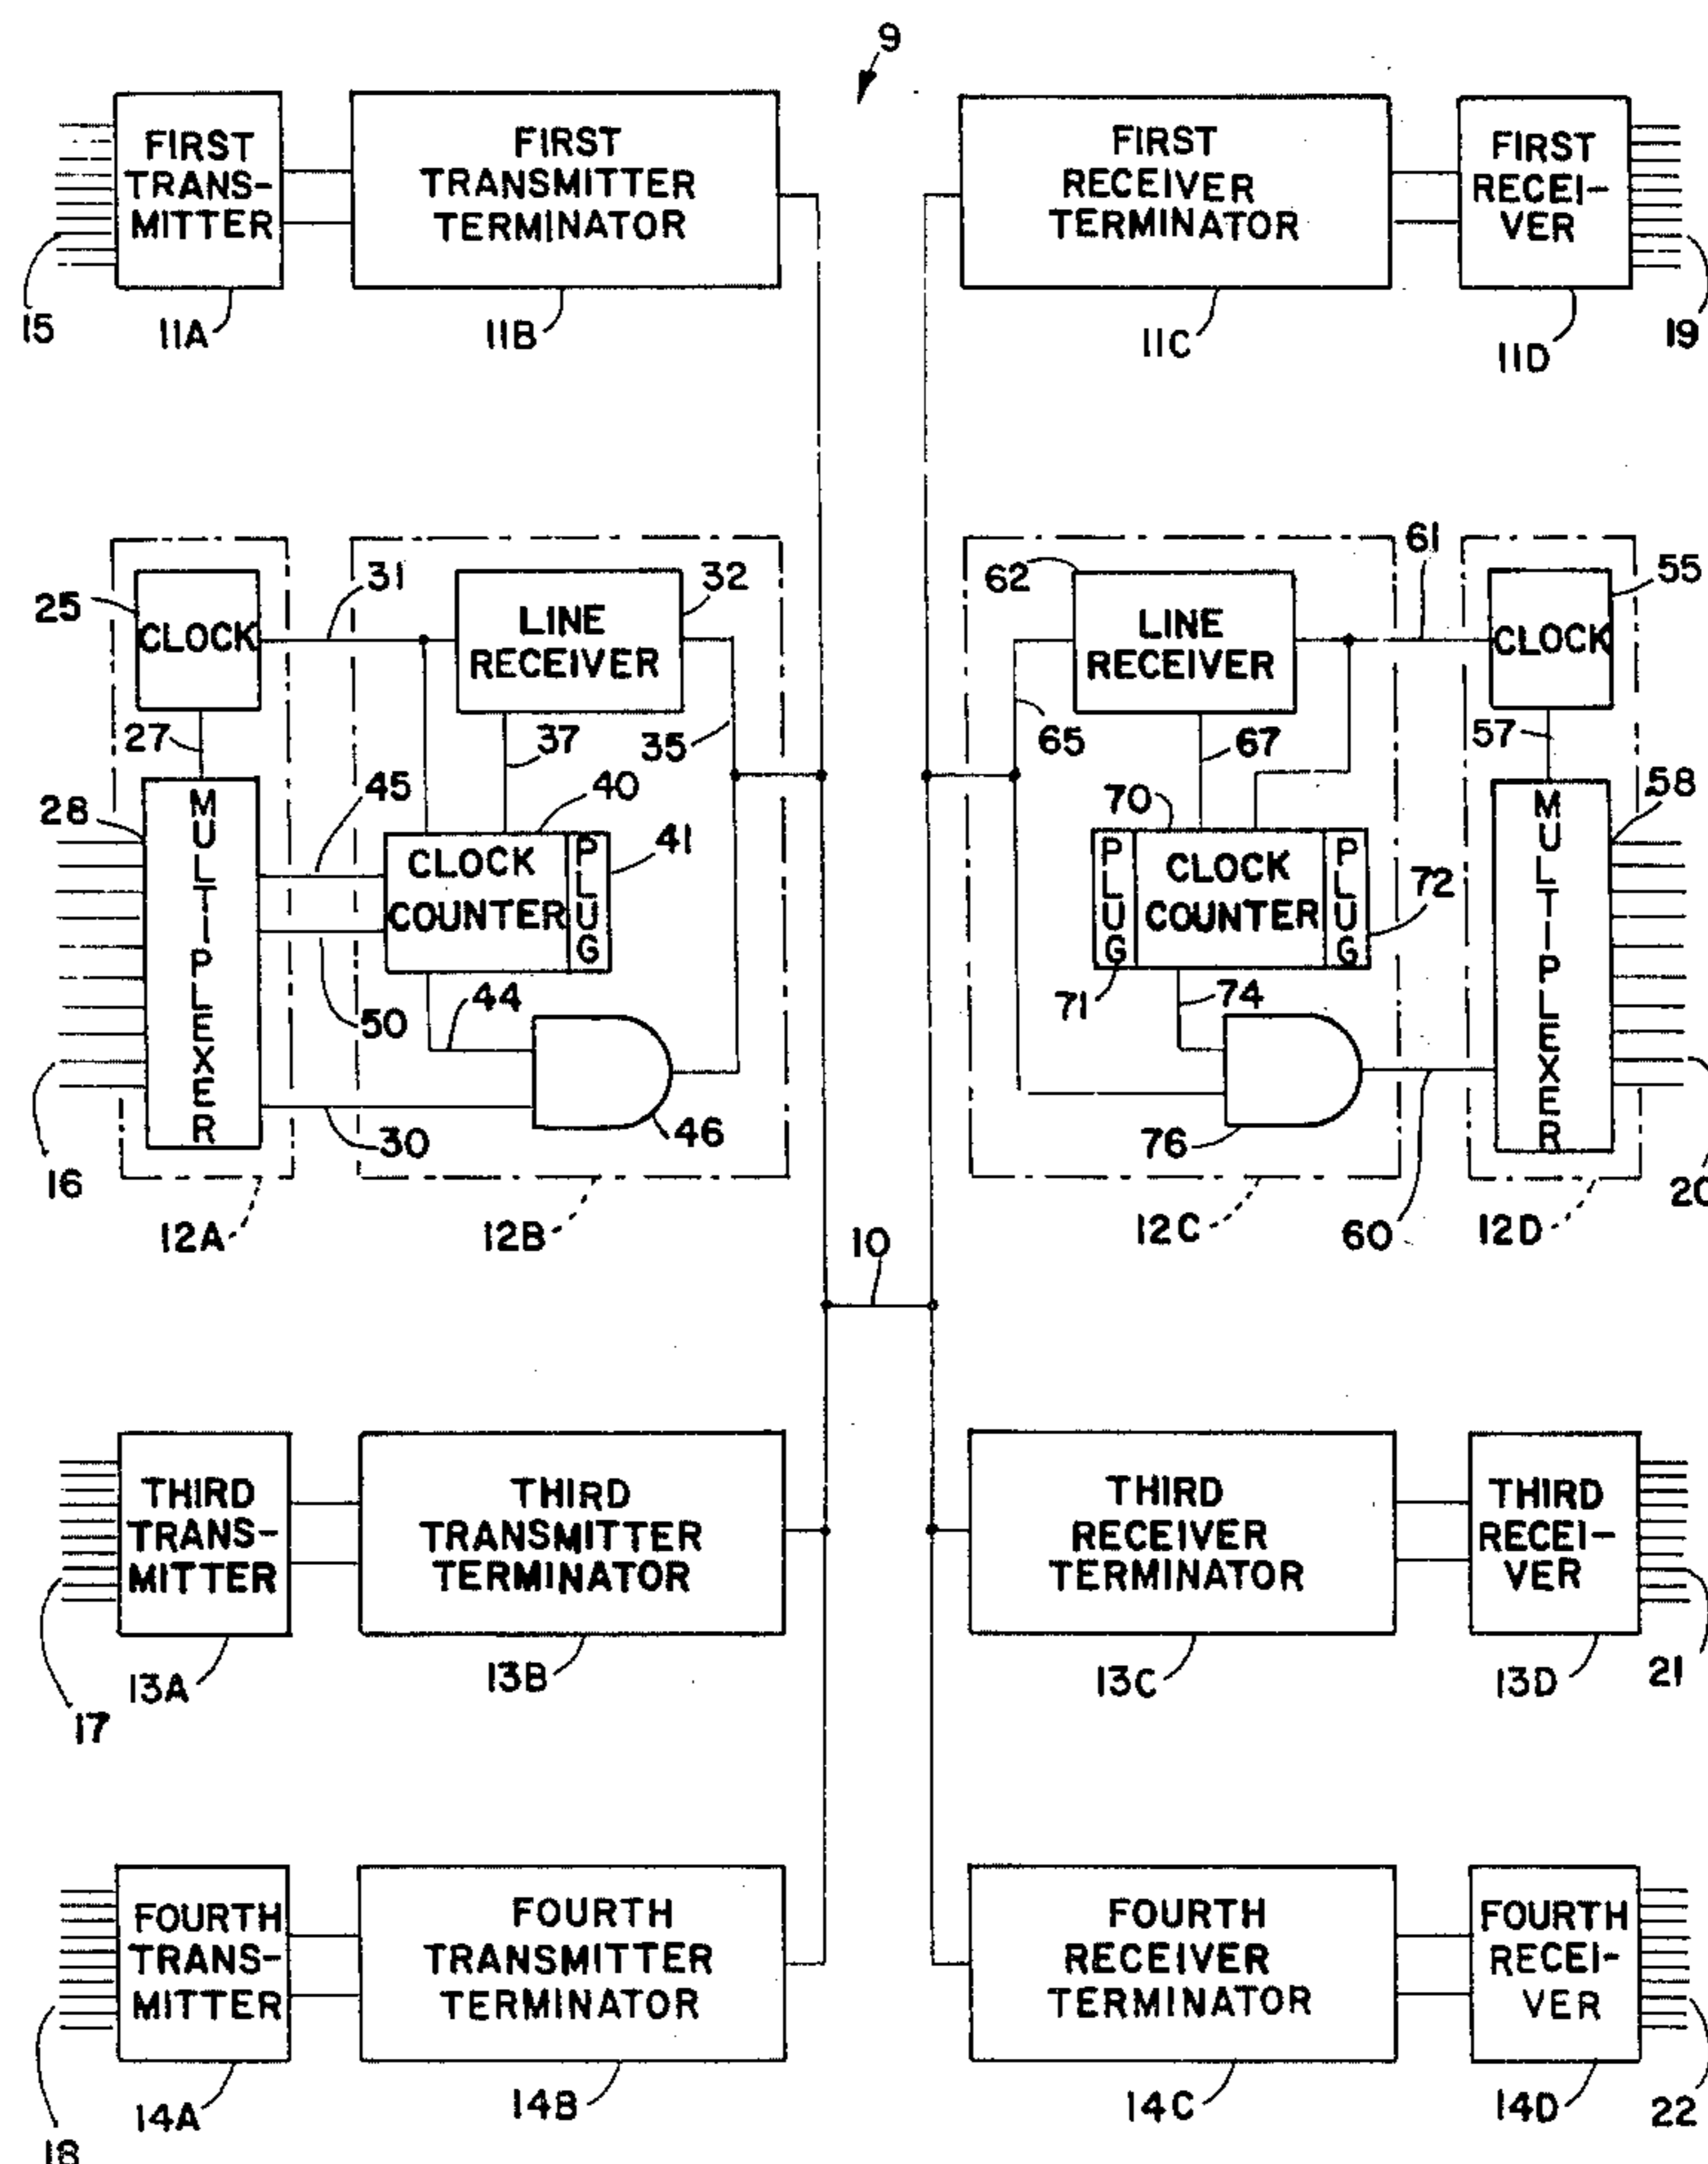 9
FIRST
TRANS-
MITTER
FIRST
TRANSMITTER
TERMINATOR
FIRST
RECEIVER
TERMINATOR
FIRST
RECEI-
VER
15
11A
11B
11C
11D
19
25
CLOCK
31
LINE
RECEIVER
32
27
37
35
28
MULTIPLEXER
45
40
CLOCK
COUNTER
PLUG
41
50
44
30
46
16
12A
12B
62
LINE
RECEIVER
61
55
CLOCK
65
67
57
70
PLUG
CLOCK
COUNTER
PLUG
72
58
MULTIPLEXER
71
74
76
60
20
12C
12D
10
THIRD
TRANS-
MITTER
THIRD
TRANSMITTER
TERMINATOR
THIRD
RECEIVER
TERMINATOR
THIRD
RECEI-
VER
17
13A
13B
13C
13D
21
FOURTH
TRANS-
MITTER
FOURTH
TRANSMITTER
TERMINATOR
FOURTH
RECEIVER
TERMINATOR
FOURTH
RECEI-
VER
18
14A
14B
14C
14D
22